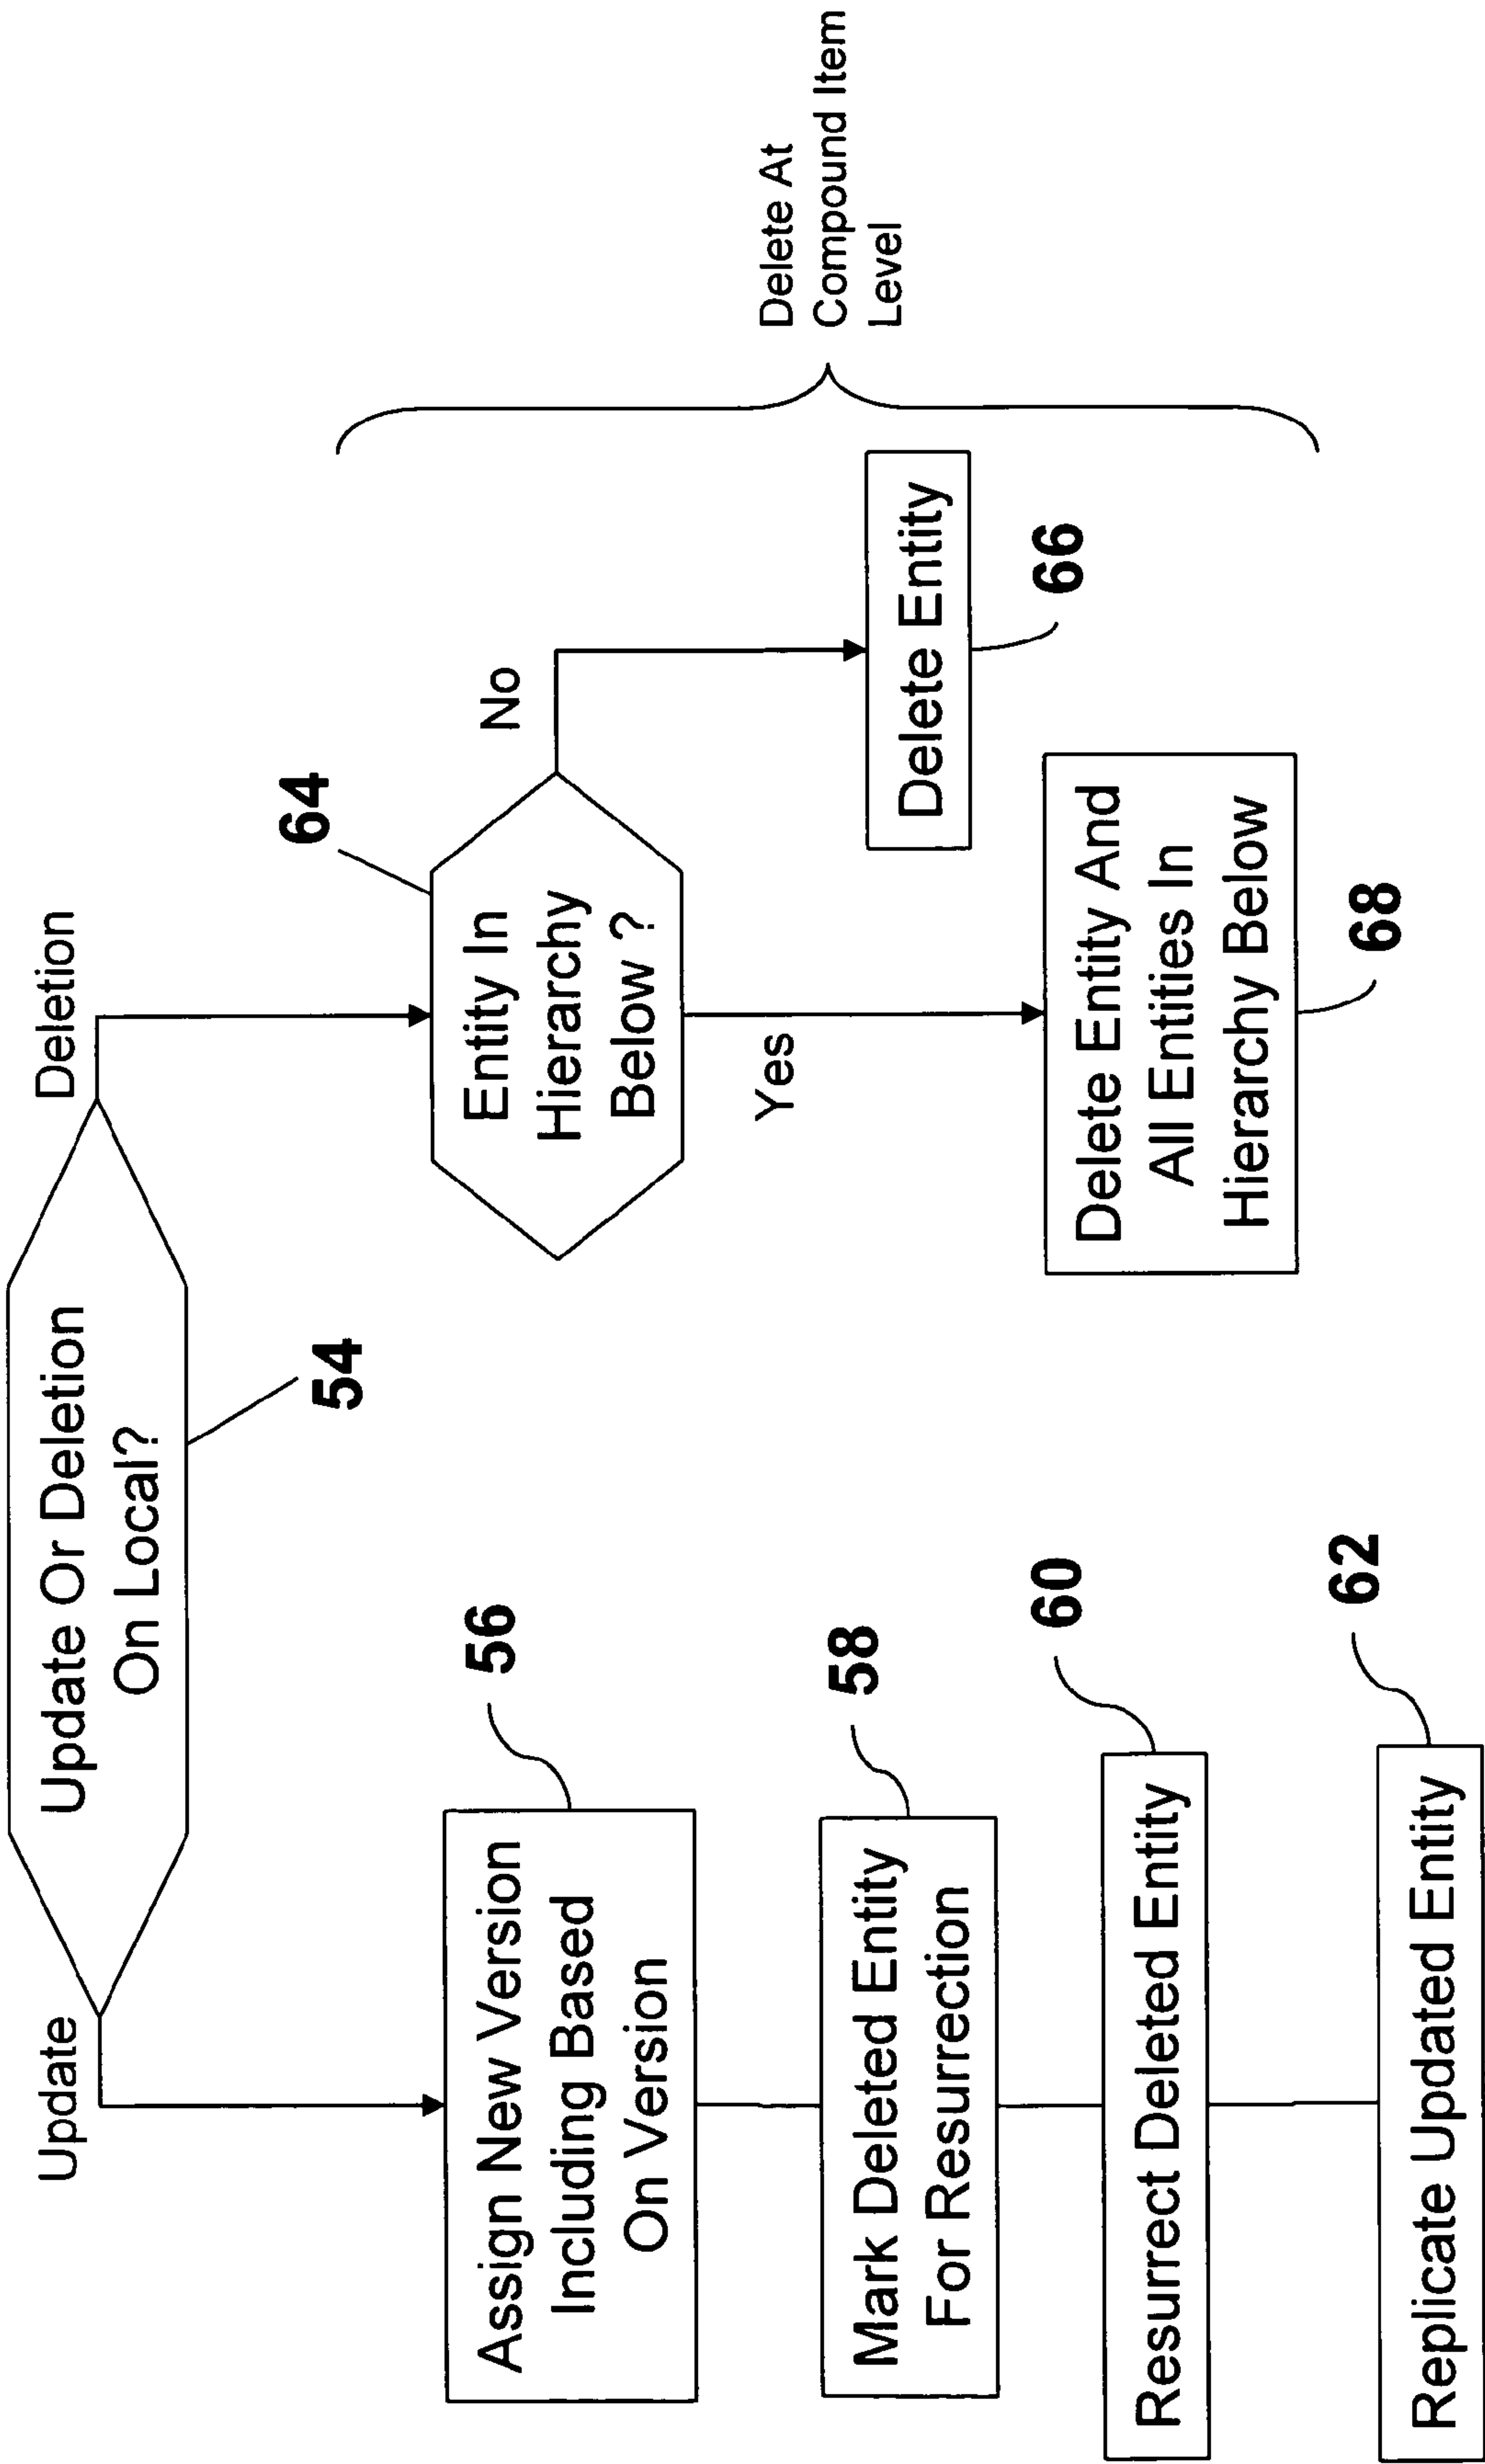 Update Or Deletion
On Local?
54
Update
Deletion
Assign New Version
Including Based
On Version
56
Mark Deleted Entity
For Resurrection
58
Resurrect Deleted Entity
60
Replicate Updated Entity
62
64
Entity In
Hierarchy
Below ?
No
Yes
Delete Entity
66
Delete Entity And
All Entities In
Hierarchy Below
68
Delete At
Compound Item
Level